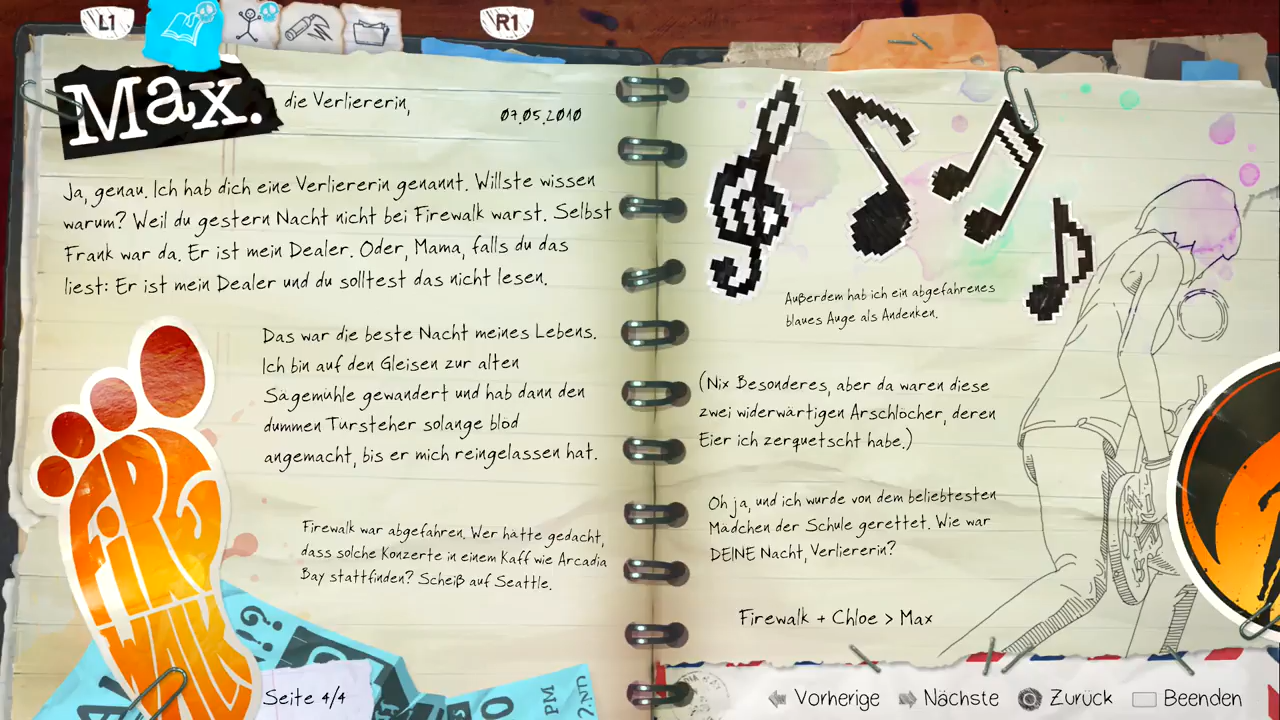 L1
R1
Max.
die Verliererin,
07.05.2010
Ja, genau. Ich hab dich eine Verliererin genannt. Willste wissen
warum? Weil du gestern Nacht nicht bei Firewalk warst. Selbst
Frank war da. Er ist mein Dealer. Oder, Mama, falls du das
liest: Er ist mein Dealer und du solltest das nicht lesen.
Das war die beste Nacht meines Lebens.
Ich bin auf den Gleisen zur alten
Sägemühle gewandert und hab dann den
dummen Türsteher solange blöd
angemacht, bis er mich reingelassen hat.
Firewalk war abgefahren. Wer hätte gedacht,
dass solche Konzerte in einem Kaff wie Arcadia
Bay stattfinden? Scheiß auf Seattle.
FIRE
WALK
Seite 4/4
PM
Außerdem hab ich ein abgefahrenes
blaues Auge als Andenken.
(Nix Besonderes, aber da waren diese
zwei widerwärtigen Arschlöcher, deren
Eier ich zerquetscht habe.)
Oh ja, und ich wurde von dem beliebtesten
Mädchen der Schule gerettet. Wie war
DEINE Nacht, Verliererin?
Firewalk + Chloe > Max
Vorherige
Nächste
Zurück
Beenden